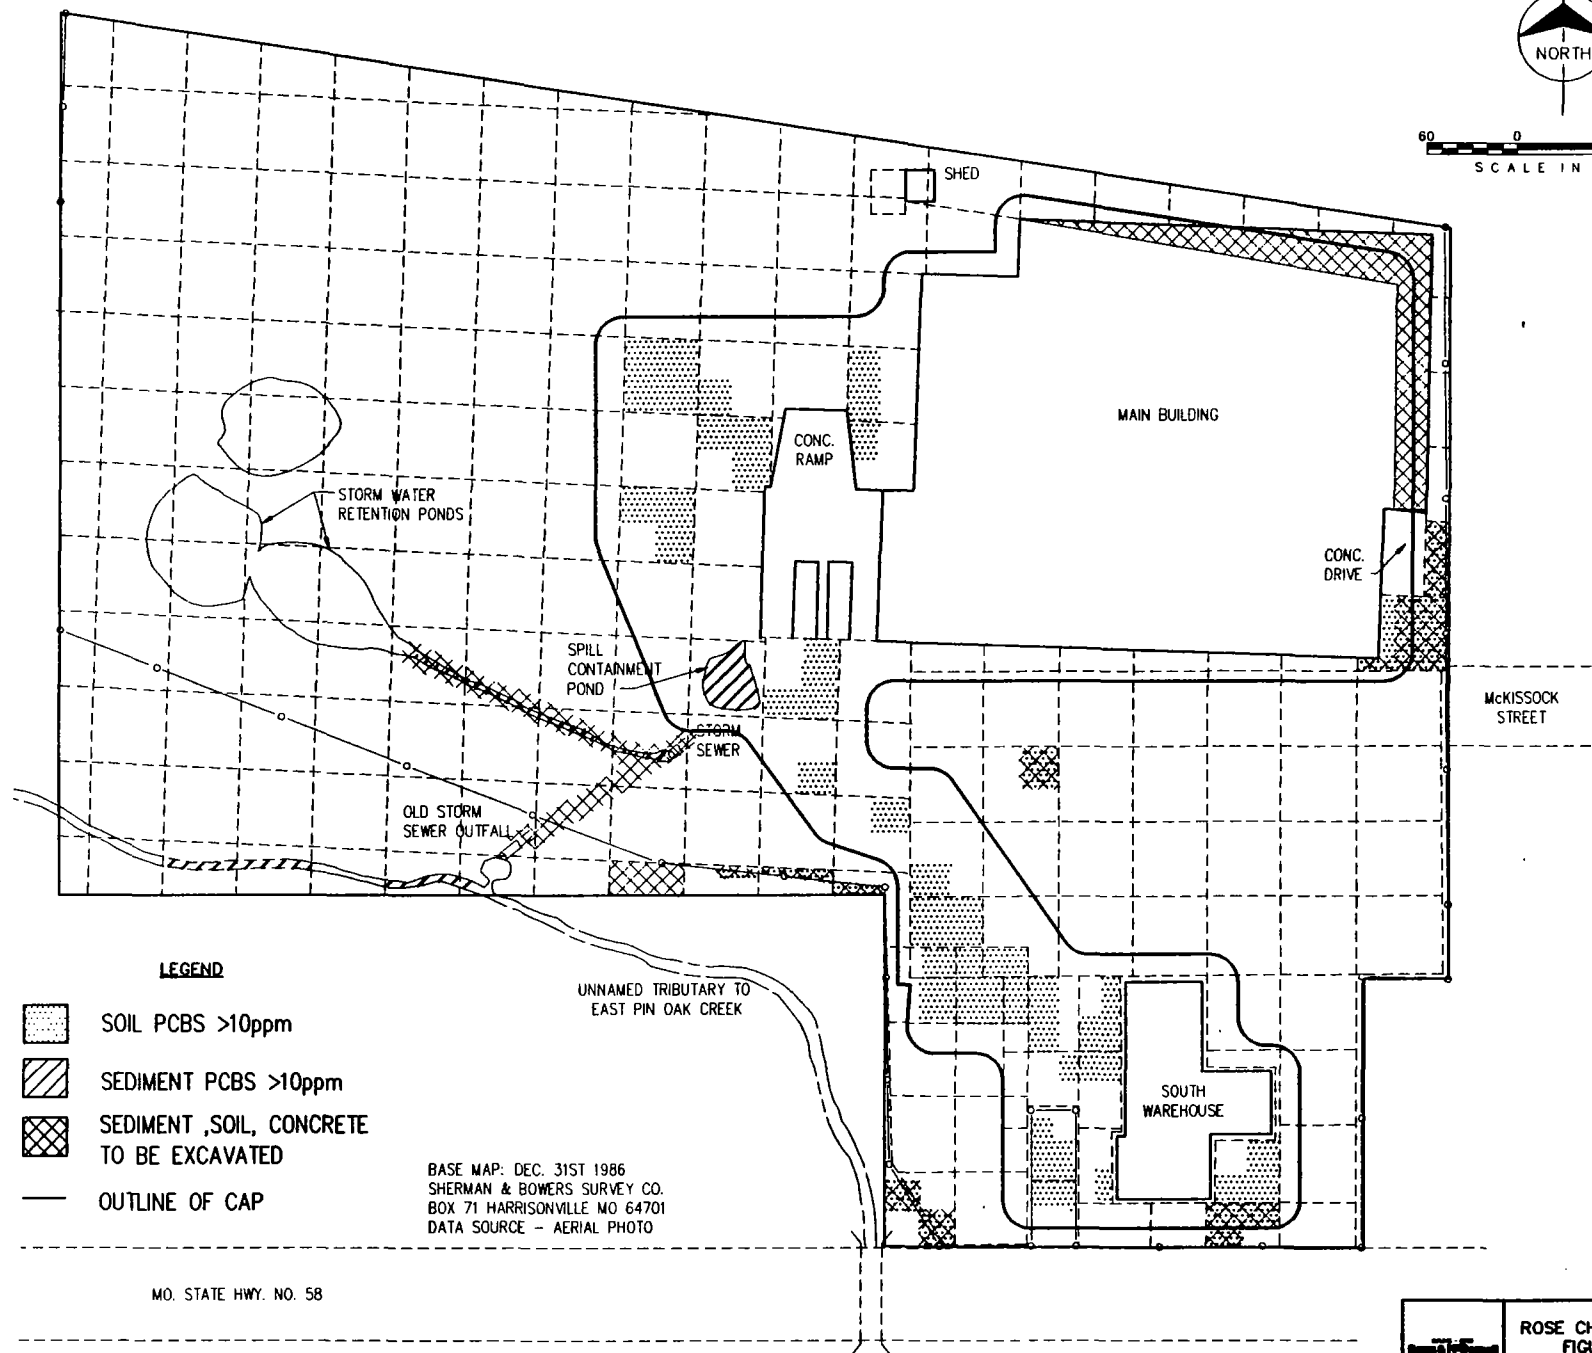 NORTH
60 0
SCALE IN
SHED
MAIN BUILDING
CONC.
RAMP
STORM WATER
RETENTION PONDS
CONC.
DRIVE
SPILL
CONTAINMENT
POND
McKISSOCK
STREET
STORM
SEWER
OLD STORM
SEWER OUTFALL
LEGEND
UNNAMED TRIBUTARY TO
EAST PIN OAK CREEK
SOIL PCBS >10ppm
SEDIMENT PCBS >10ppm
SEDIMENT ,SOIL, CONCRETE
TO BE EXCAVATED
OUTLINE OF CAP
SOUTH
WAREHOUSE
BASE MAP: DEC. 31ST 1986
SHERMAN & BOWERS SURVEY CO.
BOX 71 HARRISONVILLE MO 64701
DATA SOURCE - AERIAL PHOTO
MO. STATE HWY. NO. 58
ROSE